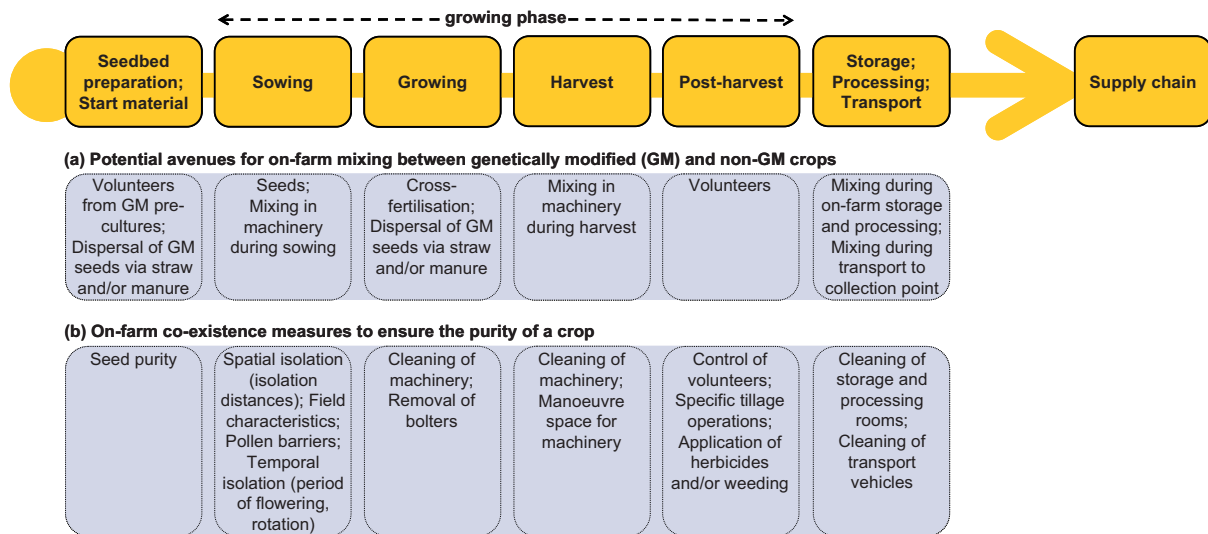 growing phase
Seedbed
preparation;
Start material
Sowing
Growing
Harvest
Post-harvest
Storage;
Processing;
Transport
Supply chain
(a) Potential avenues for on-farm mixing between genetically modified (GM) and non-GM crops
Volunteers
from GM pre-
cultures;
Dispersal of GM
seeds via straw
and/or manure
Seeds;
Mixing in
machinery
during sowing
Cross-
fertilisation;
Dispersal of GM
seeds via straw
and/or manure
Mixing in
machinery
during harvest
Volunteers
Mixing during
on-farm storage
and processing;
Mixing during
transport to
collection point
(b) On-farm co-existence measures to ensure the purity of a crop
Seed purity
Spatial isolation
(isolation
distances); Field
characteristics;
Pollen barriers;
Temporal
isolation (period
of flowering,
rotation)
Cleaning of
machinery;
Removal of
bolters
Cleaning of
machinery;
Manoeuvre
space for
machinery
Control of
volunteers;
Specific tillage
operations;
Application of
herbicides
and/or weeding
Cleaning of
storage and
processing
rooms;
Cleaning of
transport
vehicles